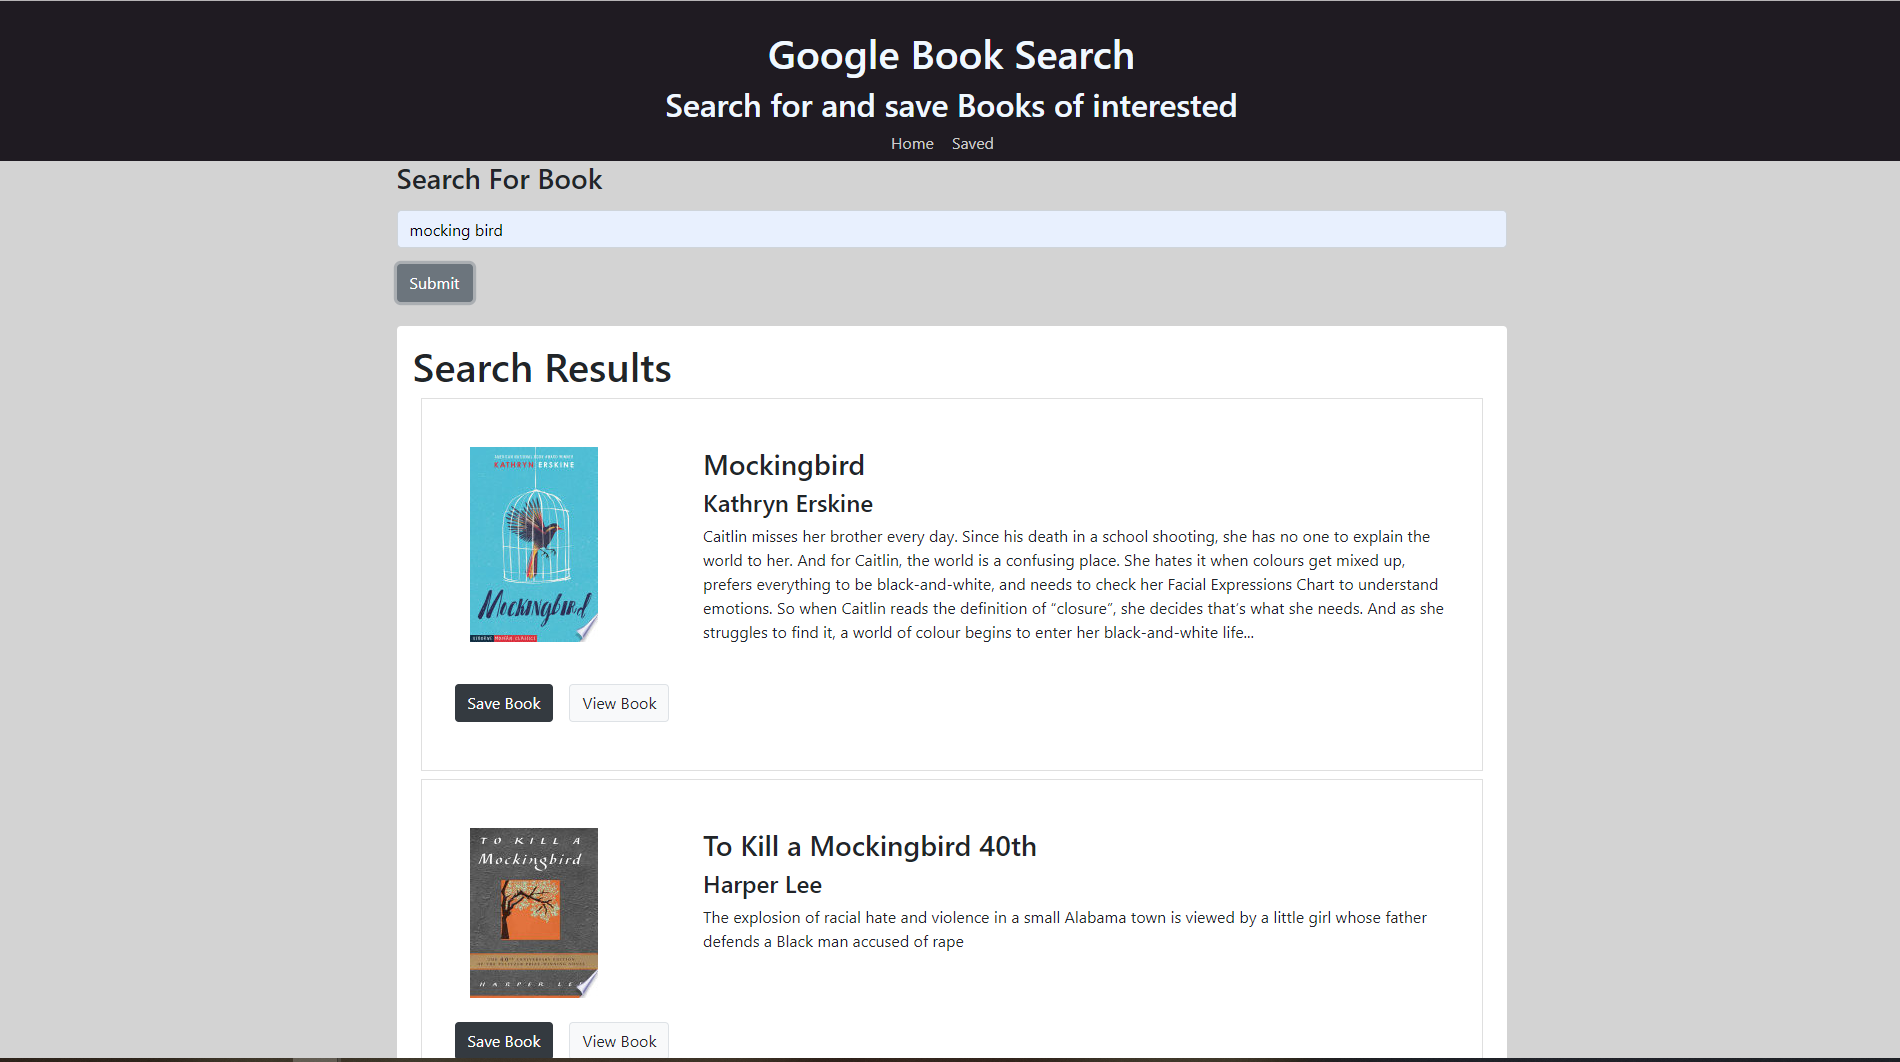 Google Book Search
Search for and save Books of interested
Home Saved
Search For Book
mocking bird
Submit
Search Results
KATHRYN ERSKINE
Mockingbird
USBORNE MODERN CLASSICS
Mockingbird
Kathryn Erskine
Caitlin misses her brother every day. Since his death in a school shooting, she has no one to explain the
world to her. And for Caitlin, the world is a confusing place. She hates it when colours get mixed up,
prefers everything to be black-and-white, and needs to check her Facial Expressions Chart to understand
emotions. So when Caitlin reads the definition of “closure”, she decides that’s what she needs. And as she
struggles to find it, a world of colour begins to enter her black-and-white life...
Save Book View Book
TO KILL A
Mockingbird
HARPER LE
To Kill a Mockingbird 40th
Harper Lee
The explosion of racial hate and violence in a small Alabama town is viewed by a little girl whose father
defends a Black man accused of rape
Save Book View Book